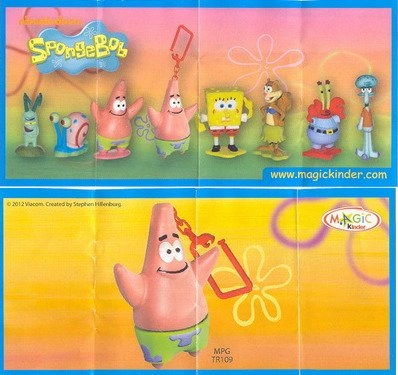 nickelodeon
SpongeBob
www.magickinder.com
© 2012 Viacom. Created by Stephen Hillenburg.
MAGIC
Kinder
MPG
TR109